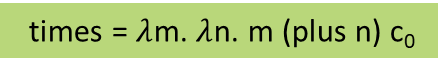 times = λm. λn. m (plus n) c₀